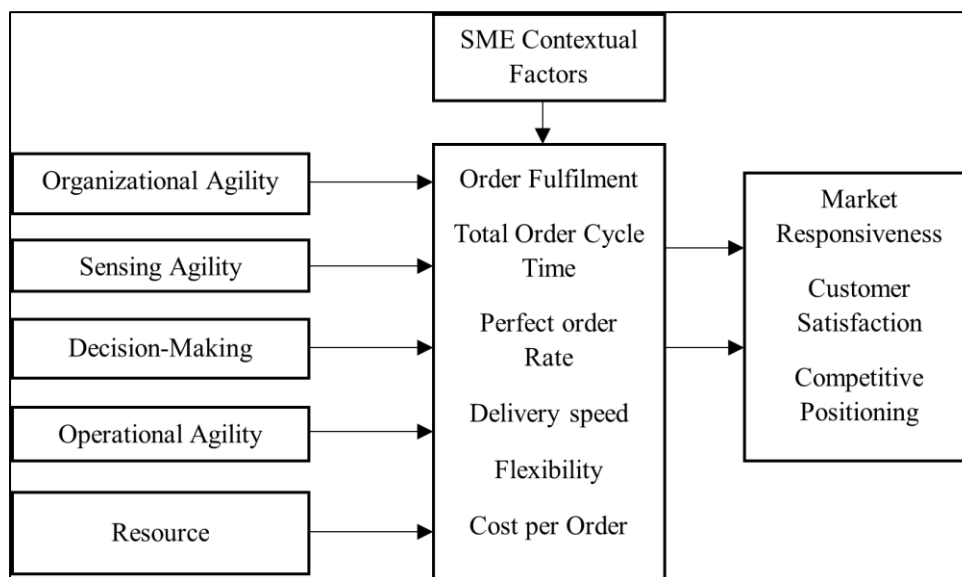 SME Contextual
Factors
Organizational Agility
Sensing Agility
Decision-Making
Operational Agility
Resource
Order Fulfilment
Total Order Cycle
Time
Perfect order
Rate
Delivery speed
Flexibility
Cost per Order
Market
Responsiveness
Customer
Satisfaction
Competitive
Positioning